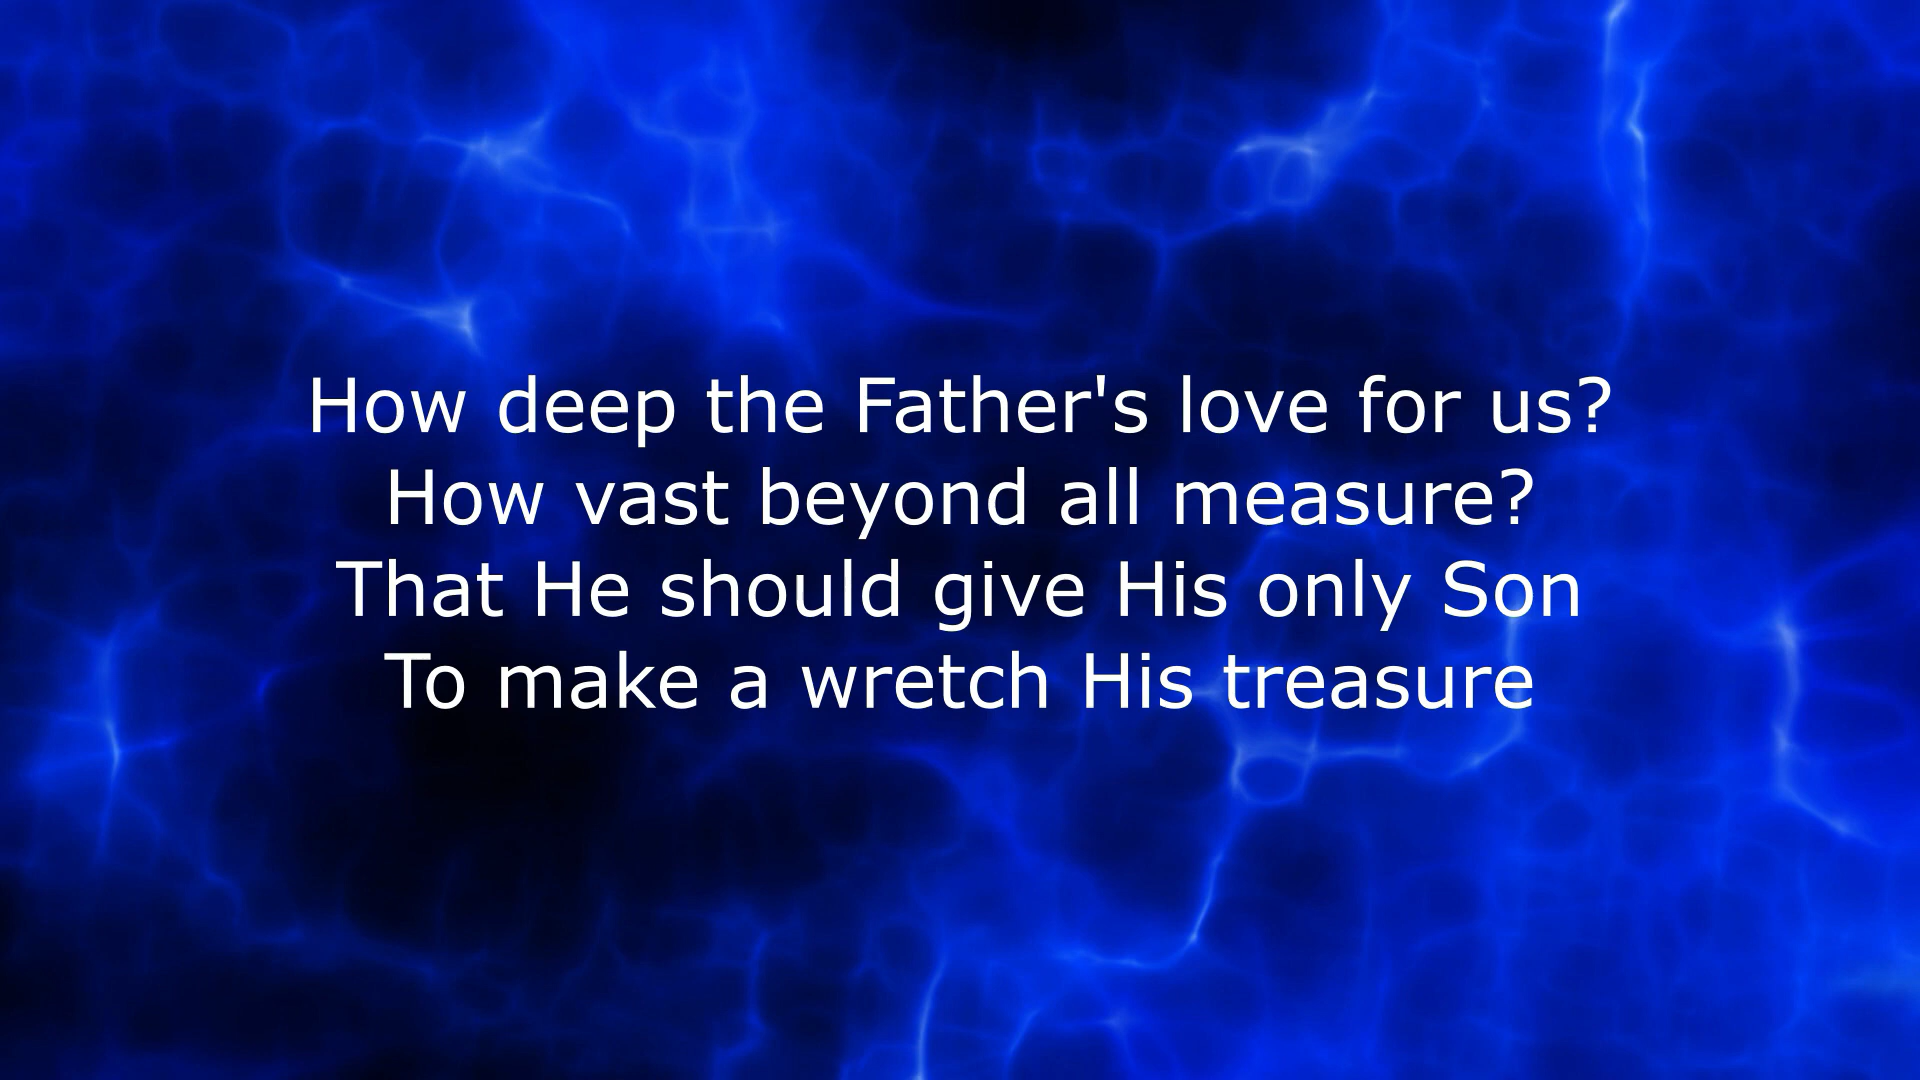 How deep the Father's love for us?
How vast beyond all measure?
That He should give His only Son
To make a wretch His treasure